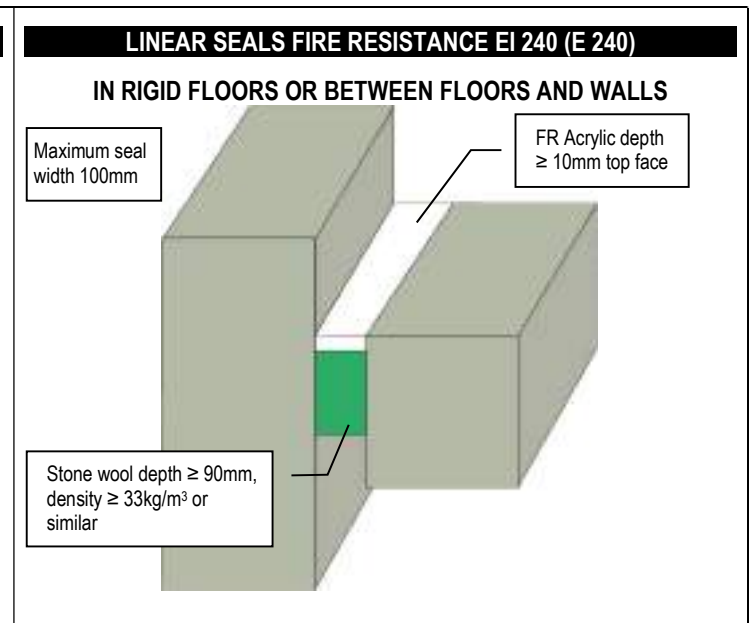 LINEAR SEALS FIRE RESISTANCE EI 240 (E 240)
IN RIGID FLOORS OR BETWEEN FLOORS AND WALLS
Maximum seal
width 100mm
FR Acrylic depth
≥ 10mm top face
Stone wool depth ≥ 90mm,
density ≥ 33kg/m³ or
similar